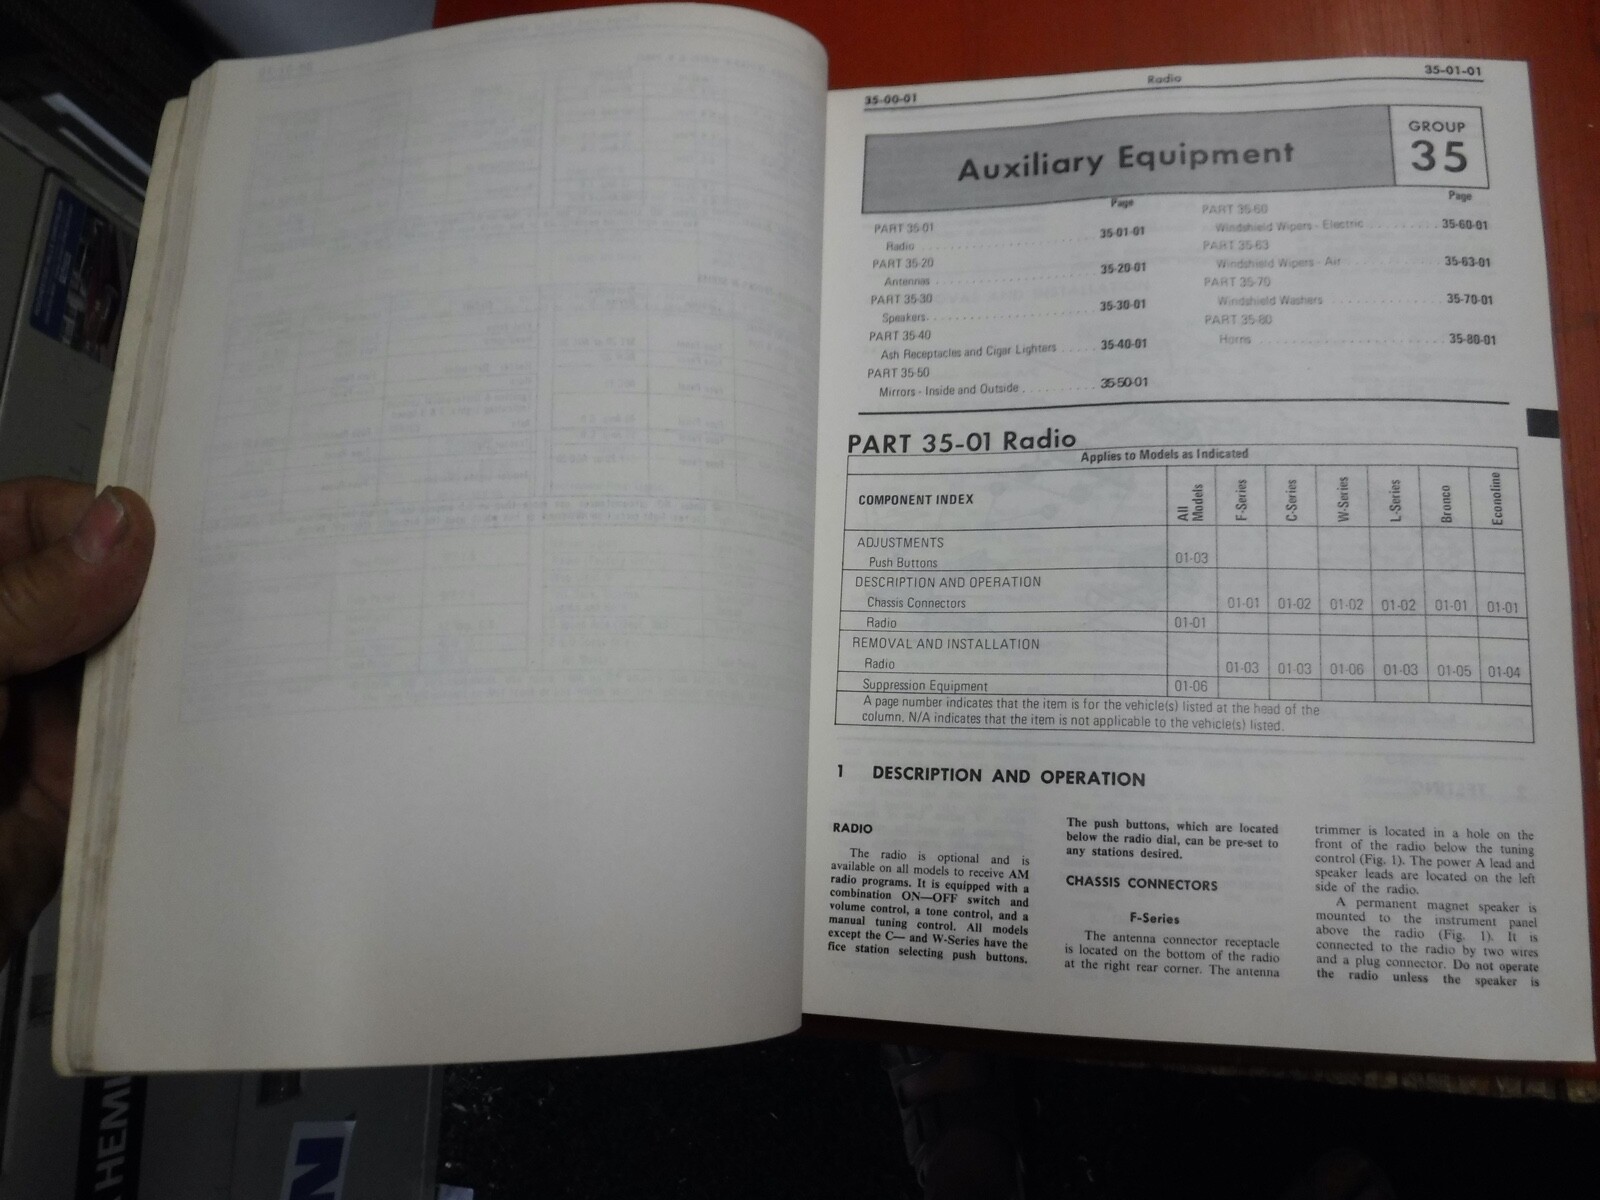 35-00-01
Radio
35-01-01
Auxiliary Equipment
GROUP
35
Page
PART 35-01
Radio . . . . . . . . . . . . . . . . . . . . 35-01-01
PART 35-20
Antennas . . . . . . . . . . . . . . . . . . . . 35-20-01
PART 35-30
Speakers. . . . . . . . . . . . . . . . . . . . 35-30-01
PART 35-40
Ash Receptacles and Cigar Lighters . . . . . 35-40-01
PART 35-50
Mirrors - Inside and Outside . . . . . . . . . . 35-50-01
Page
PART 35-60
Windshield Wipers - Electric . . . . . . . . . 35-60-01
PART 35-63
Windshield Wipers - Air . . . . . . . . . . . 35-63-01
PART 35-70
Windshield Washers . . . . . . . . . . . . . 35-70-01
PART 35-80
Horns . . . . . . . . . . . . . . . . . . . . 35-80-01
PART 35-01 Radio
Applies to Models as Indicated
COMPONENT INDEX All Models F-Series C-Series W-Series L-Series Bronco Econoline
ADJUSTMENTS
Push Buttons 01-03
DESCRIPTION AND OPERATION
Chassis Connectors 01-01 01-02 01-02 01-02 01-01 01-01
Radio 01-01
REMOVAL AND INSTALLATION
Radio 01-03 01-03 01-06 01-03 01-05 01-04
Suppression Equipment 01-06
A page number indicates that the item is for the vehicle(s) listed at the head of the
column. N/A indicates that the item is not applicable to the vehicle(s) listed.
1 DESCRIPTION AND OPERATION
RADIO
The radio is optional and is
available on all models to receive AM
radio programs. It is equipped with a
combination ON—OFF switch and
volume control, a tone control, and a
manual tuning control. All models
except the C— and W-Series have the
fice station selecting push buttons.
The push buttons, which are located
below the radio dial, can be pre-set to
any stations desired.
CHASSIS CONNECTORS
F-Series
The antenna connector receptacle
is located on the bottom of the radio
at the right rear corner. The antenna
trimmer is located in a hole on the
front of the radio below the tuning
control (Fig. 1). The power A lead and
speaker leads are located on the left
side of the radio.
A permanent magnet speaker is
mounted to the instrument panel
above the radio (Fig. 1). It is
connected to the radio by two wires
and a plug connector. Do not operate
the radio unless the speaker is
HEMI